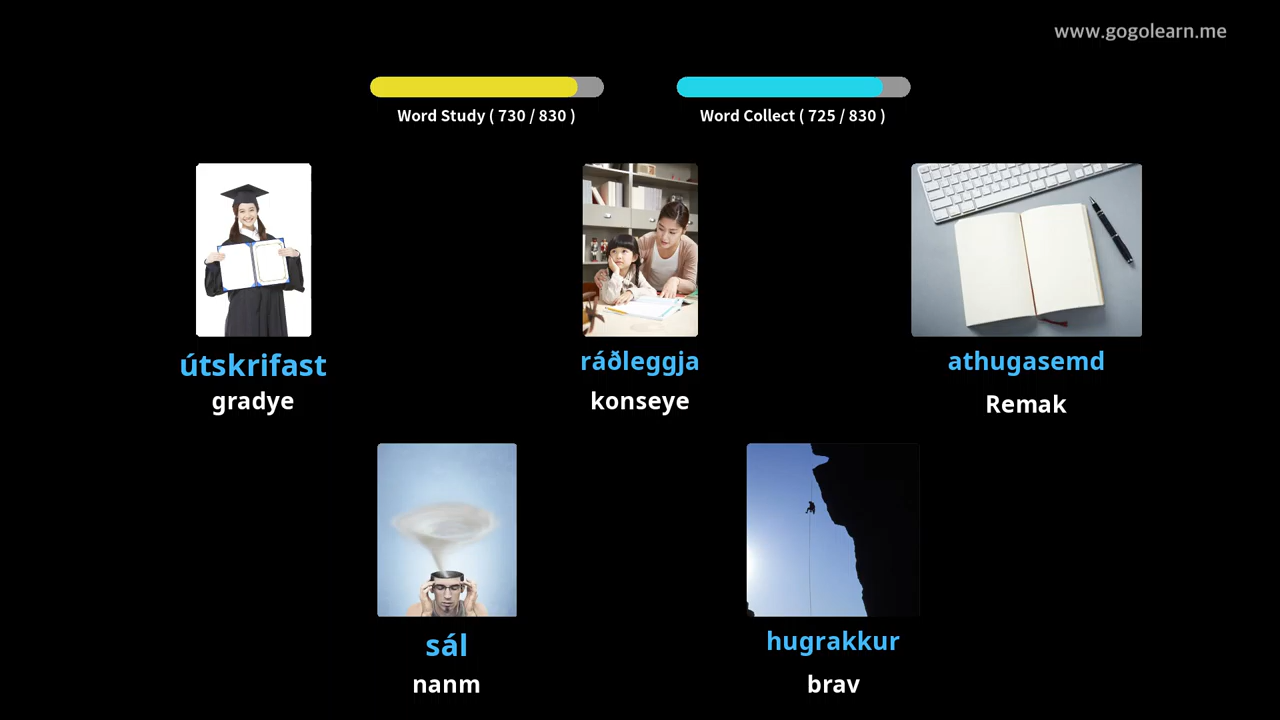 www.gogolearn.me
Word Study ( 730 / 830 )
Word Collect ( 725 / 830 )
útskrifast
gradye
ráðleggja
konseye
athugasemd
Remak
sál
nanm
hugrakkur
brav